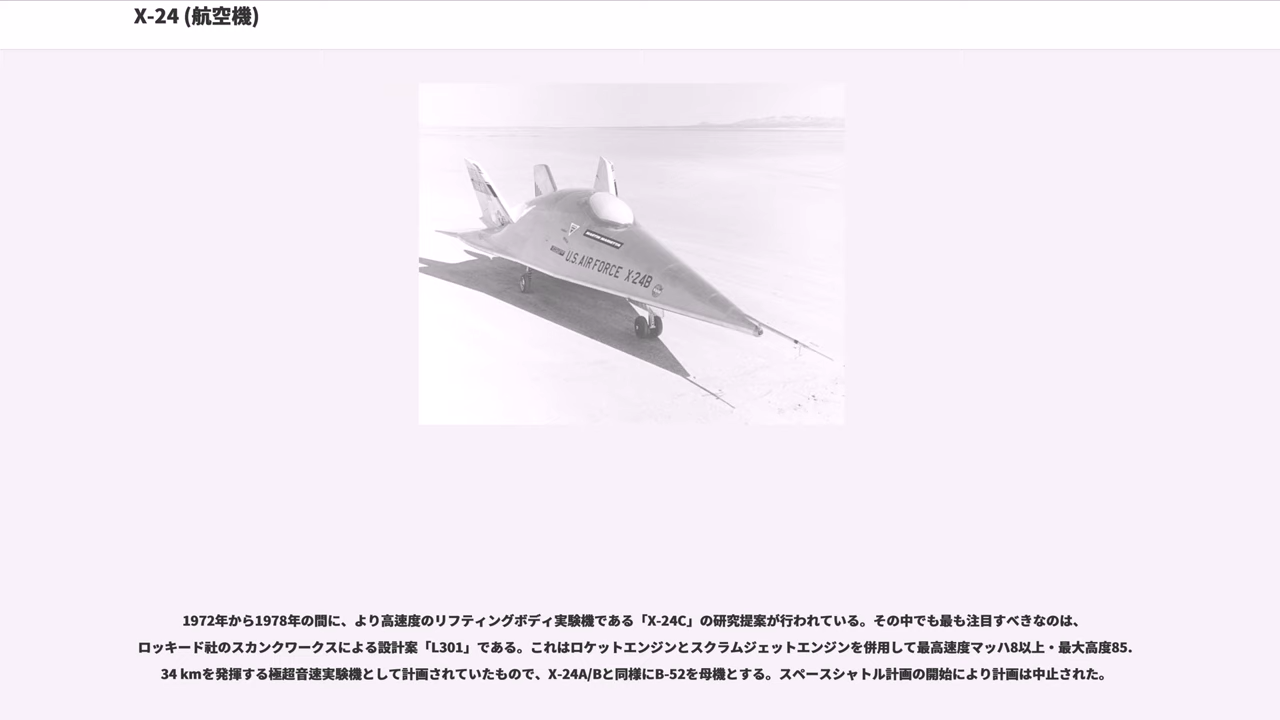 X-24 (航空機)
U.S. AIR FORCE X-24B
1972年から1978年の間に、より高速度のリフティングボディ実験機である「X-24C」の研究提案が行われている。その中でも最も注目すべきなのは、
ロッキード社のスカンクワークスによる設計案「L301」である。これはロケットエンジンとスクラムジェットエンジンを併用して最高速度マッハ8以上・最大高度85.
34 kmを発揮する極超音速実験機として計画されていたもので、X-24A/Bと同様にB-52を母機とする。スペースシャトル計画の開始により計画は中止された。